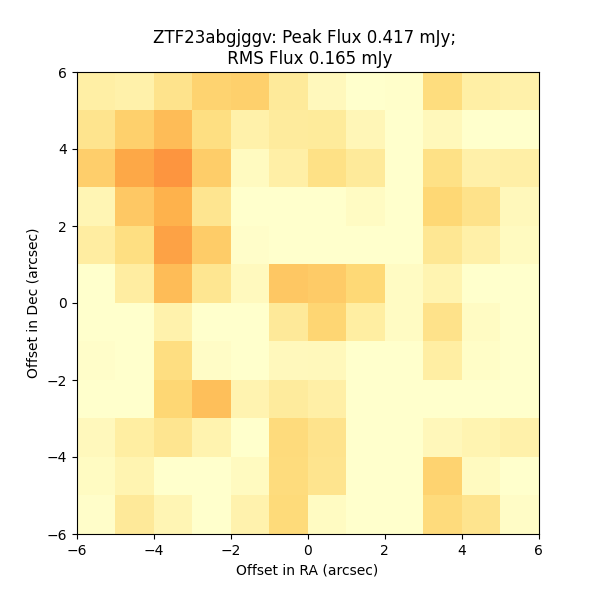 ZTF23abgjggv: Peak Flux 0.417 mJy;
RMS Flux 0.165 mJy
6
4
2
0
−2
−4
−6
Offset in Dec (arcsec)
−6 −4 −2 0 2 4 6
Offset in RA (arcsec)